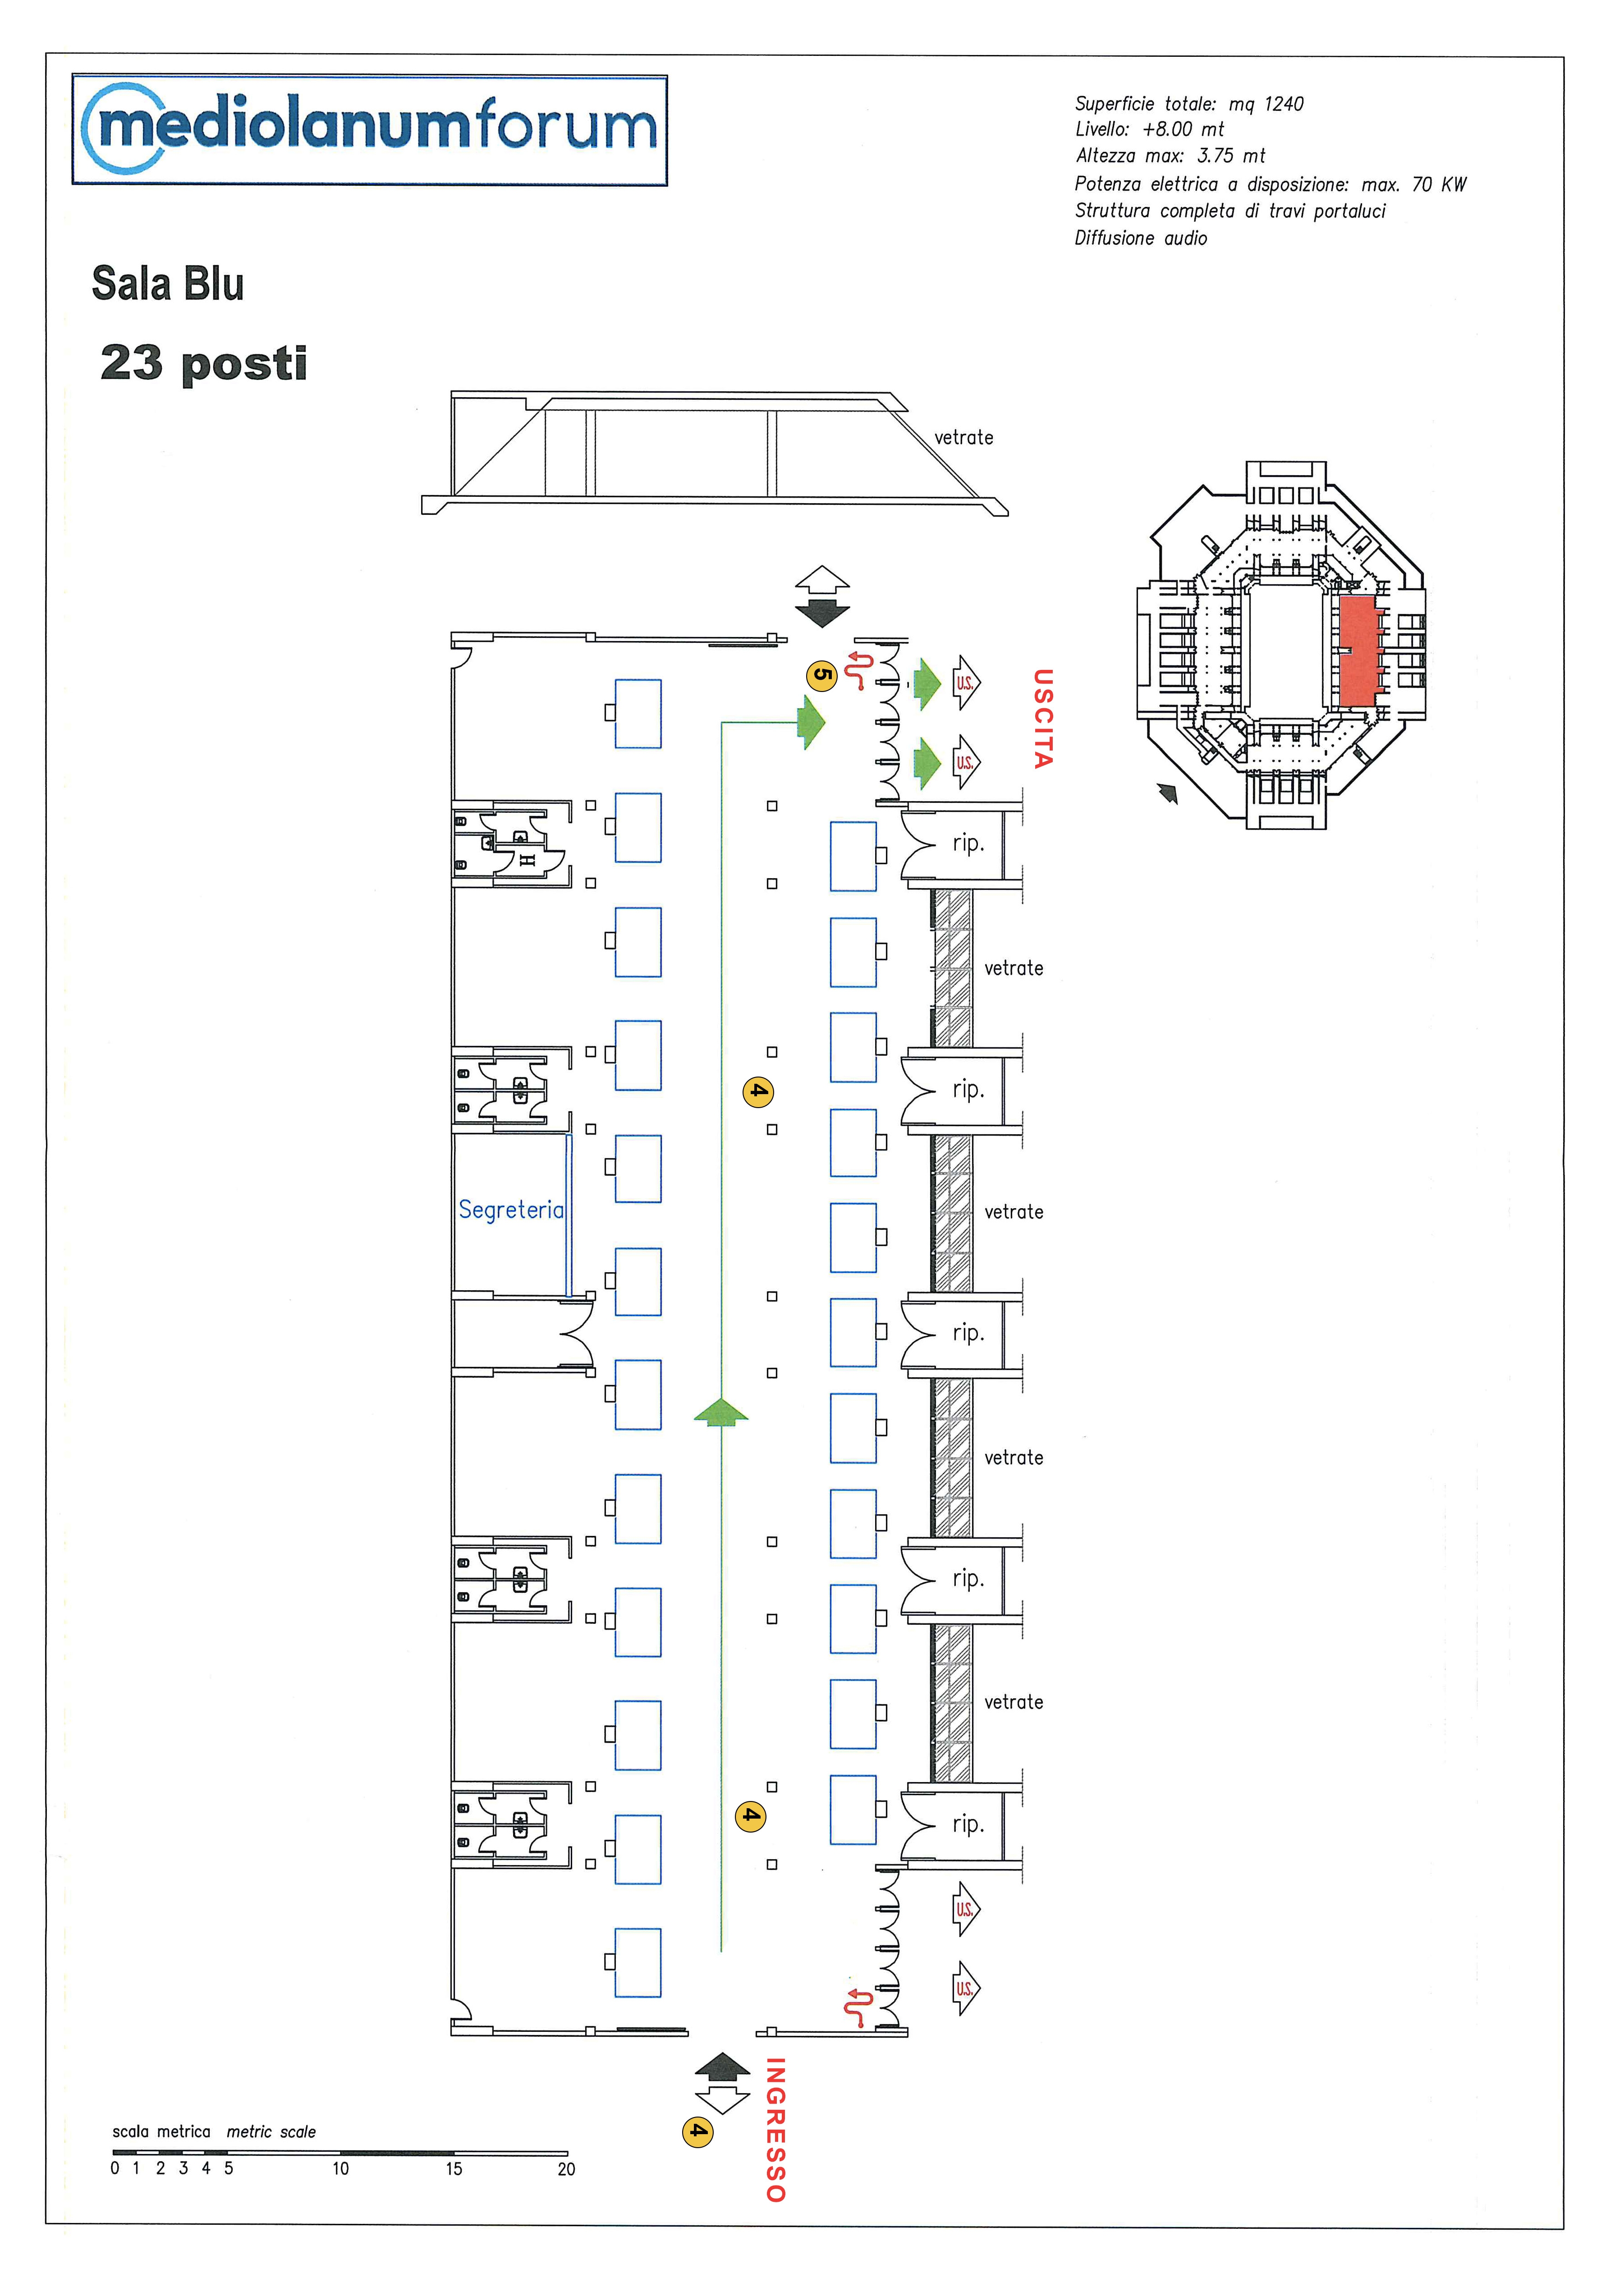 mediolanumforum
Superficie totale: mq 1240
Livello: +8.00 mt
Altezza max: 3.75 mt
Potenza elettrica a disposizione: max. 70 KW
Struttura completa di travi portaluci
Diffusione audio
Sala Blu
23 posti
vetrate
5
U.S.
USCITA
U.S.
rip.
H
vetrate
4
rip.
Segreteria
vetrate
rip.
vetrate
rip.
vetrate
4
rip.
U.S.
U.S.
INGRESSO
4
scala metrica metric scale
0 1 2 3 4 5 10 15 20